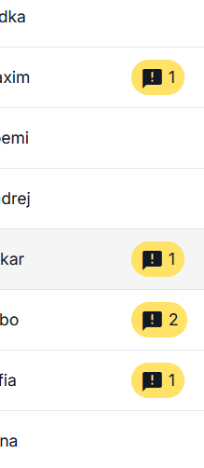 dka
axim 1
emi
drej
kar 1
bo 2
fia 1
na